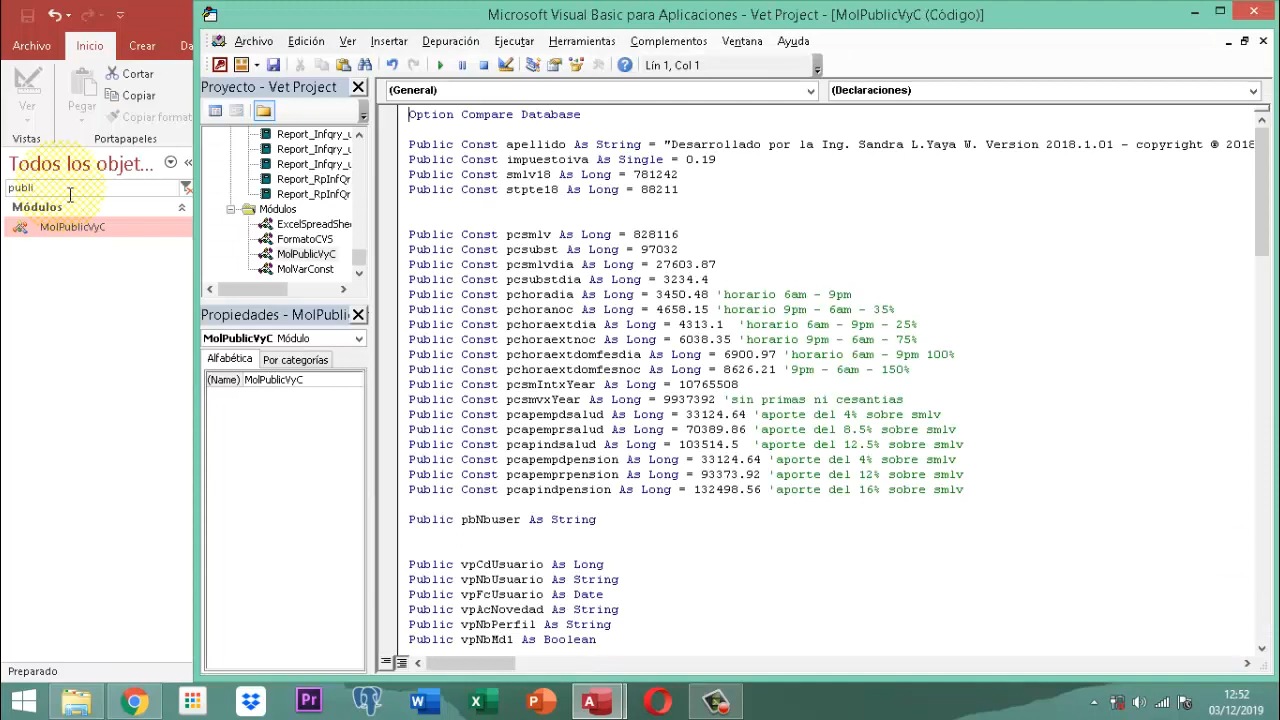 Microsoft Visual Basic para Aplicaciones - Vet Project - [MolPublicVyC (Código)]
Archivo Inicio Crear Da
Archivo Edición Ver Insertar Depuración Ejecutar Herramientas Complementos Ventana Ayuda
Lín 1, Col 1
Ver
Pegar
Cortar
Copiar
Copiar format
Vistas Portapapeles
Todos los objet...
publi
Módulos
MolPublicVyC
Preparado
Proyecto - Vet Project
Report_Infqry_u
Report_Infqry_u
Report_Infqry_u
Report_RpInfQr
Report_RpInfQr
Módulos
ExcelSpreadShe
FormatoCVS
MolPublicVyC
MolVarConst
Propiedades - MolPubli
MolPublicVyC Módulo
Alfabética Por categorías
(Name) MolPublicVyC
(General) (Declaraciones)
Option Compare Database
Public Const apellido As String = "Desarrollado por la Ing. Sandra L.Yaya W. Version 2018.1.01 - copyright ® 2018
Public Const impuestoiva As Single = 0.19
Public Const smlv18 = 781242
Public Const stpte18 = 88211
Public Const pcsmlv As Long = 828116
Public Const pcsubst As Long = 97032
Public Const pcsmlvdia As Long = 27603.87
Public Const pcsubstdia As Long = 3234.4
Public Const pchoradia As Long = 3450.48 'horario 6am - 9pm
Public Const pchoranoc As Long = 4658.15 'horario 9pm - 6am - 35%
Public Const pchoraextdia As Long = 4313.1 'horario 6am - 9pm - 25%
Public Const pchoraextnoc As Long = 6038.35 'horario 9pm - 6am - 75%
Public Const pchoraextdomfesdia As Long = 6900.97 'horario 6am - 9pm 100%
Public Const pchoraextdomfesnoc As Long = 8626.21 '9pm - 6am - 150%
Public Const pcsmIntxYear As Long = 10765508
Public Const pcsmvxYear As Long = 9937392 'sin primas ni cesantias
Public Const pcapempdsalud As Long = 33124.64 'aporte del 4% sobre smlv
Public Const pcapemprsalud As Long = 70389.86 'aporte del 8.5% sobre smlv
Public Const pcapindsalud As Long = 103514.5 'aporte del 12.5% sobre smlv
Public Const pcapempdpension As Long = 33124.64 'aporte del 4% sobre smlv
Public Const pcapemprpension As Long = 93373.92 'aporte del 12% sobre smlv
Public Const pcapindpension As Long = 132498.56 'aporte del 16% sobre smlv
Public pbNbuser As String
Public vpCdUsuario As Long
Public vpNbUsuario As String
Public vpFcUsuario As Date
Public vpAcNovedad As String
Public vpNbPerfil As String
Public vpNbMd1 As Boolean
Pr
12:52
03/12/2019